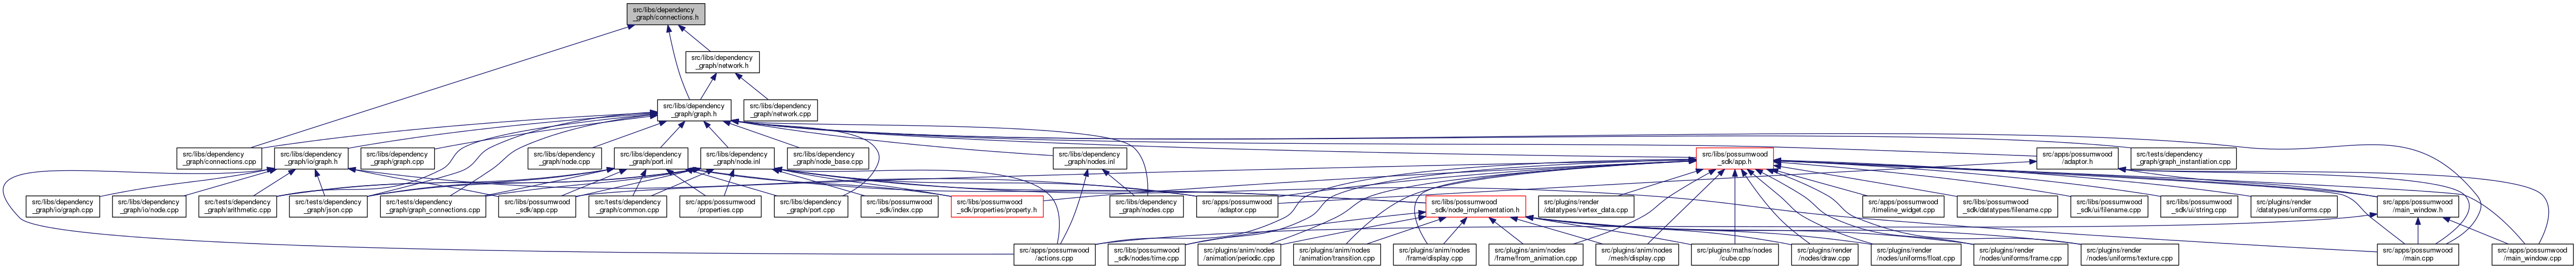 src/libs/dependency
_graph/connections.h
src/libs/dependency
_graph/network.h
src/libs/dependency
_graph/graph.h
src/libs/dependency
_graph/network.cpp
src/libs/dependency
_graph/connections.cpp
src/libs/dependency
_graph/io/graph.h
src/libs/dependency
_graph/graph.cpp
src/libs/dependency
_graph/node.cpp
src/libs/dependency
_graph/port.inl
src/libs/dependency
_graph/node.inl
src/libs/dependency
_graph/node_base.cpp
src/libs/dependency
_graph/nodes.inl
src/libs/possumwood
_sdk/app.h
src/apps/possumwood
/adaptor.h
src/tests/dependency
_graph/graph_instantiation.cpp
src/libs/dependency
_graph/io/graph.cpp
src/libs/dependency
_graph/io/node.cpp
src/tests/dependency
_graph/arithmetic.cpp
src/tests/dependency
_graph/json.cpp
src/tests/dependency
_graph/graph_connections.cpp
src/libs/possumwood
_sdk/app.cpp
src/tests/dependency
_graph/common.cpp
src/apps/possumwood
/properties.cpp
src/libs/dependency
_graph/port.cpp
src/libs/possumwood
_sdk/index.cpp
src/libs/possumwood
_sdk/properties/property.h
src/libs/dependency
_graph/nodes.cpp
src/apps/possumwood
/adaptor.cpp
src/libs/possumwood
_sdk/node_implementation.h
src/plugins/render
/datatypes/vertex_data.cpp
src/apps/possumwood
/timeline_widget.cpp
src/libs/possumwood
_sdk/datatypes/filename.cpp
src/libs/possumwood
_sdk/ui/filename.cpp
src/libs/possumwood
_sdk/ui/string.cpp
src/plugins/render
/datatypes/uniforms.cpp
src/apps/possumwood
/main_window.h
src/apps/possumwood
/actions.cpp
src/libs/possumwood
_sdk/nodes/time.cpp
src/plugins/anim/nodes
/animation/periodic.cpp
src/plugins/anim/nodes
/animation/transition.cpp
src/plugins/anim/nodes
/frame/display.cpp
src/plugins/anim/nodes
/frame/from_animation.cpp
src/plugins/anim/nodes
/mesh/display.cpp
src/plugins/maths/nodes
/cube.cpp
src/plugins/render
/nodes/draw.cpp
src/plugins/render
/nodes/uniforms/float.cpp
src/plugins/render
/nodes/uniforms/frame.cpp
src/plugins/render
/nodes/uniforms/texture.cpp
src/apps/possumwood
/main.cpp
src/apps/possumwood
/main_window.cpp